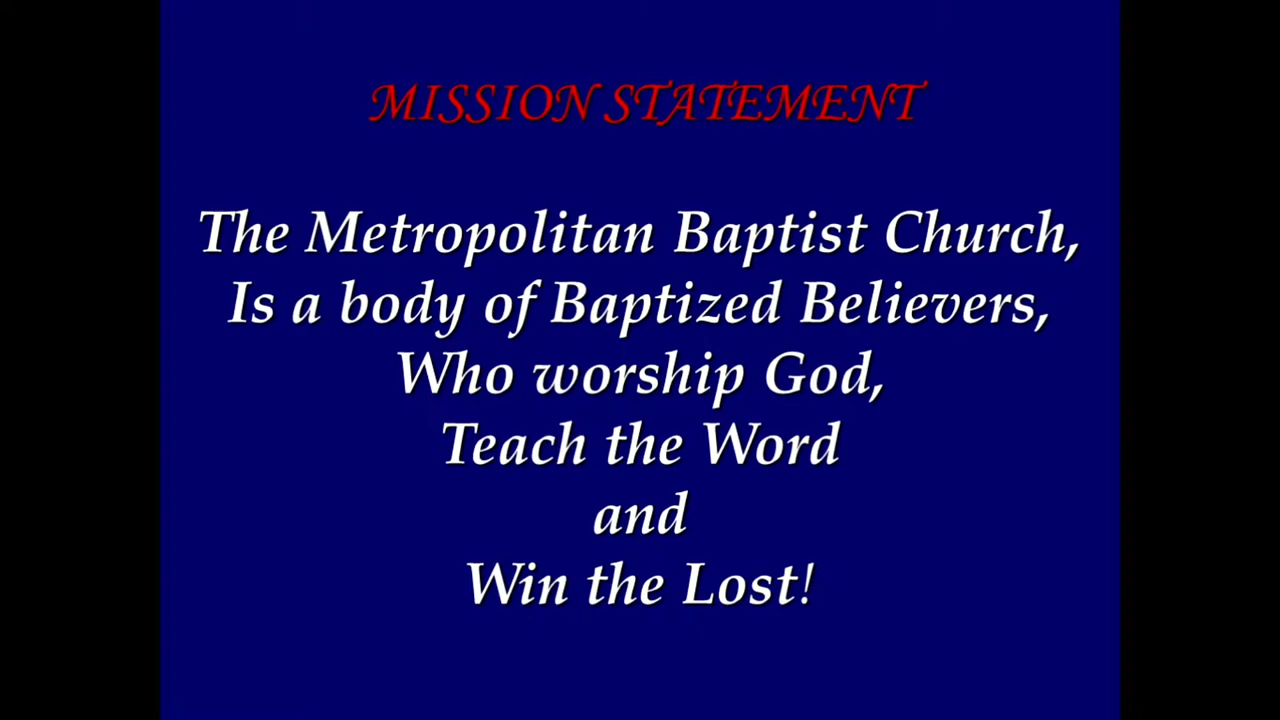 MISSION STATEMENT
The Metropolitan Baptist Church,
Is a body of Baptized Believers,
Who worship God,
Teach the Word
and
Win the Lost!